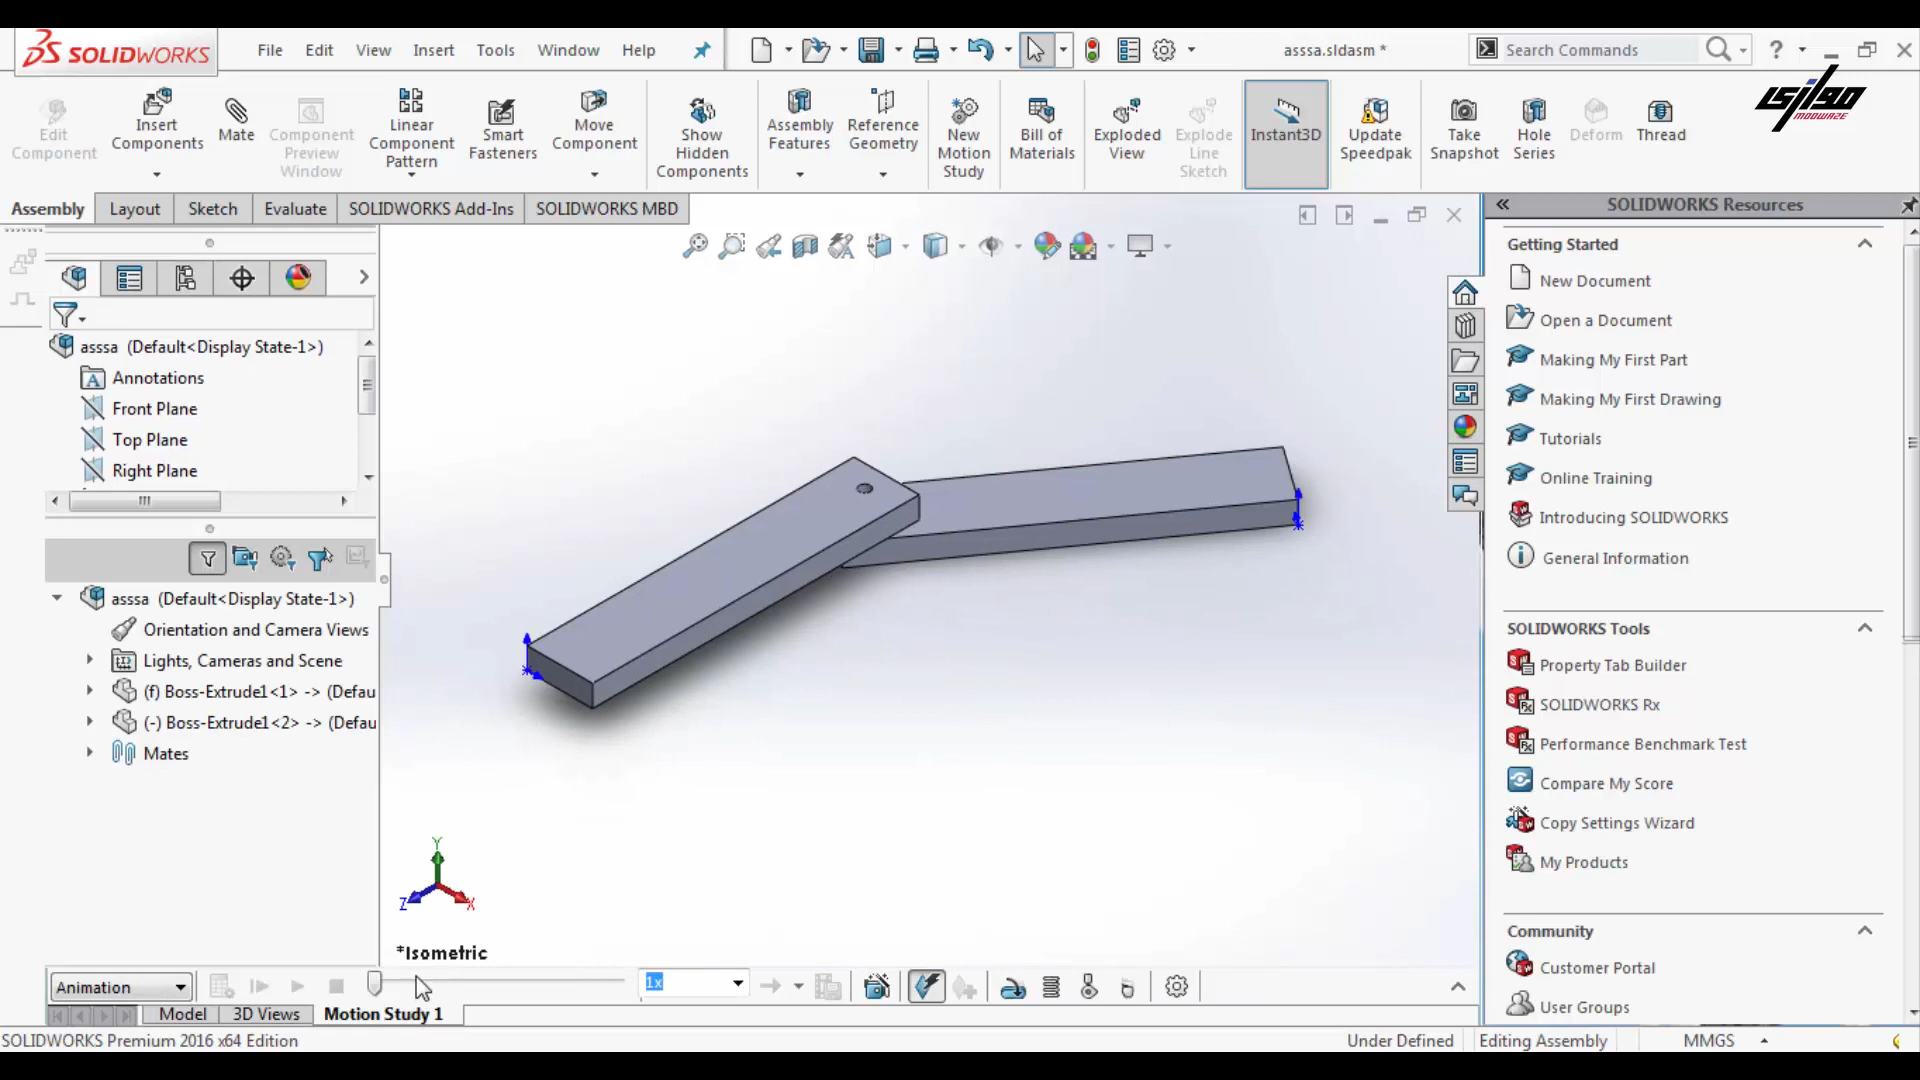 SOLIDWORKS
File Edit View Insert Tools Window Help
asssa.sldasm *
Search Commands
موازی
MODWAZE
Edit Component
Insert Components
Mate
Component Preview Window
Linear Component Pattern
Smart Fasteners
Move Component
Show Hidden Components
Assembly Features
Reference Geometry
New Motion Study
Bill of Materials
Exploded View
Explode Line Sketch
Instant3D
Update Speedpak
Take Snapshot
Hole Series
Deform
Thread
Assembly Layout Sketch Evaluate SOLIDWORKS Add-Ins SOLIDWORKS MBD
asssa (Default<Display State-1>)
Annotations
Front Plane
Top Plane
Right Plane
asssa (Default<Display State-1>)
Orientation and Camera Views
Lights, Cameras and Scene
(f) Boss-Extrude1<1> -> (Defau
(-) Boss-Extrude1<2> -> (Defau
Mates
Y
Z
X
*Isometric
SOLIDWORKS Resources
Getting Started
New Document
Open a Document
Making My First Part
Making My First Drawing
Tutorials
Online Training
Introducing SOLIDWORKS
General Information
SOLIDWORKS Tools
Property Tab Builder
SOLIDWORKS Rx
Performance Benchmark Test
Compare My Score
Copy Settings Wizard
My Products
Community
Customer Portal
User Groups
Animation
1x
Model 3D Views Motion Study 1
SOLIDWORKS Premium 2016 x64 Edition
Under Defined Editing Assembly MMGS